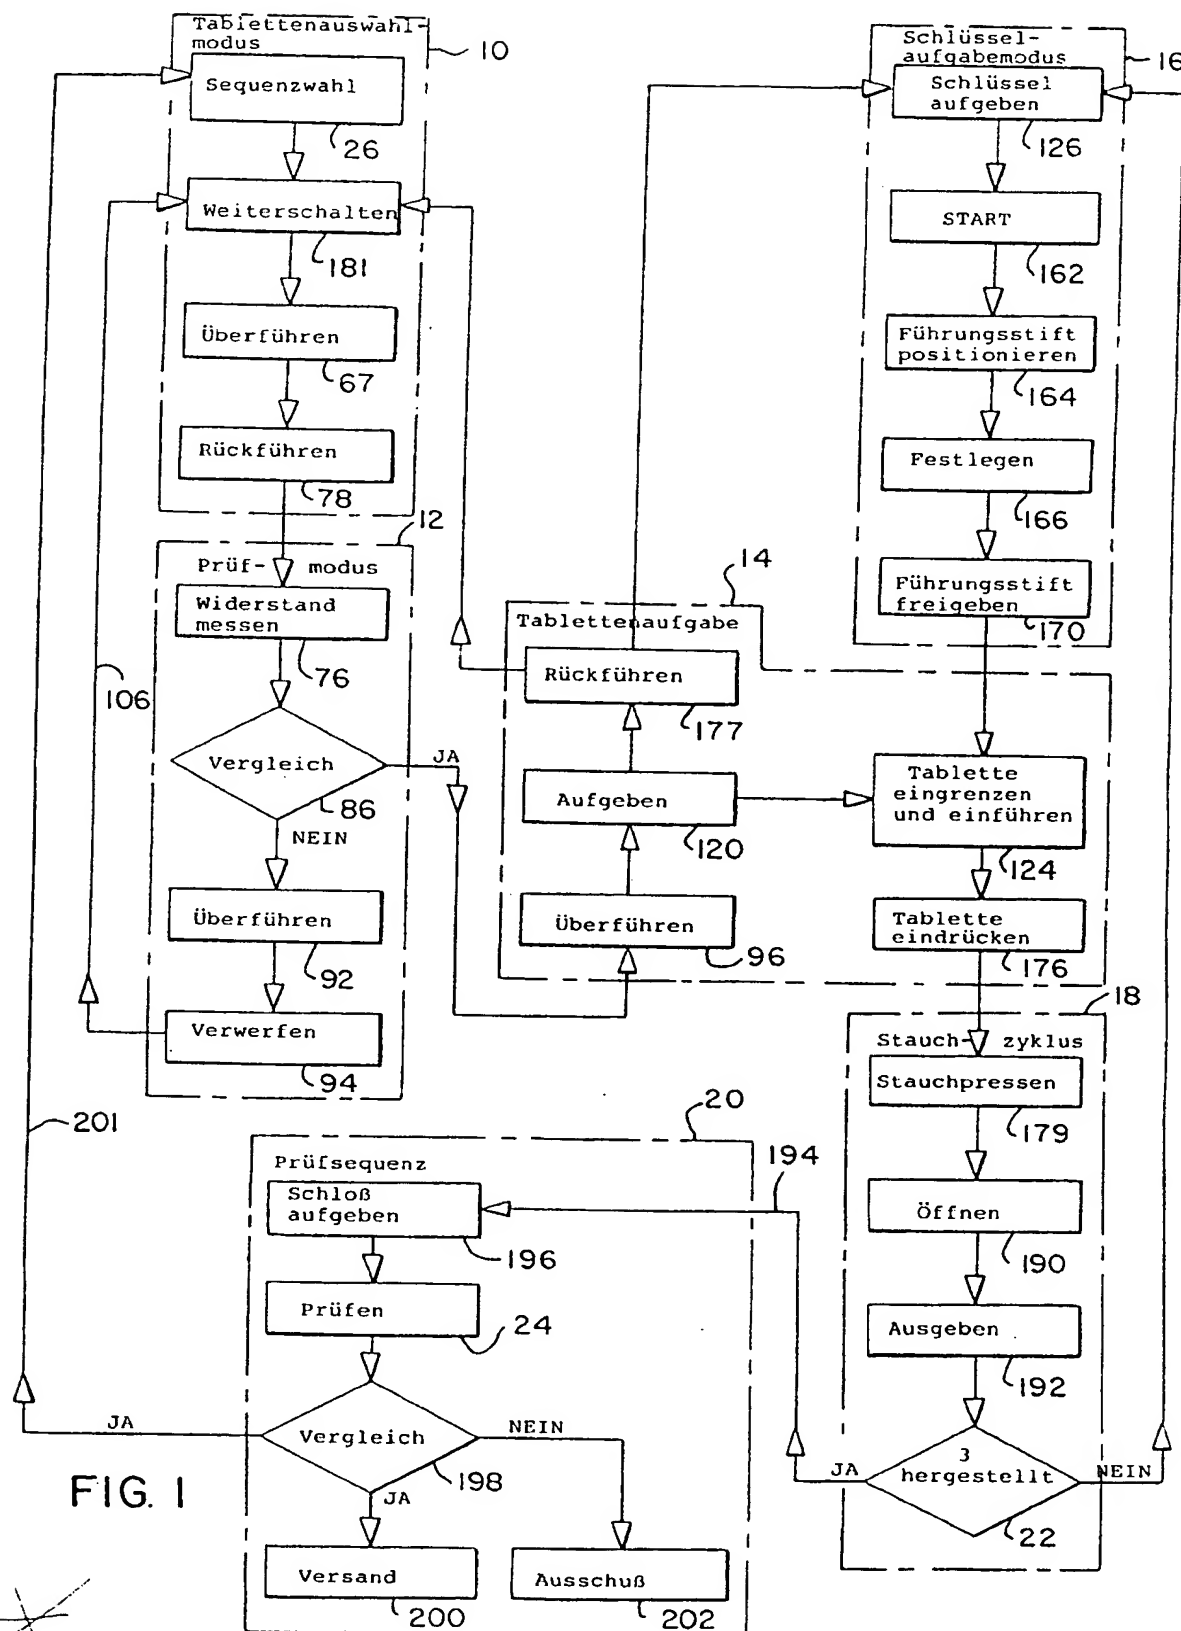 Tablettenauswahl-
modus
10
Sequenzwahl
26
Weiterschalten
181
Überführen
67
Rückführen
78
12
Prüf- modus
Widerstand
messen
76
Vergleich
JA
86
NEIN
Überführen
92
Verwerfen
94
106
201
14
Tablettenaufgabe
Rückführen
177
Aufgeben
120
Überführen
96
Tablette
eingrenzen
und einführen
124
Tablette
eindrücken
176
Schlüssel-
aufgabemodus
16
Schlüssel
aufgeben
126
START
162
Führungsstift
positionieren
164
Festlegen
166
Führungsstift
freigeben
170
18
Stauch- zyklus
Stauchpressen
179
Öffnen
190
Ausgeben
192
3
hergestellt
JA
NEIN
22
194
20
Prüfsequenz
Schloß
aufgeben
196
Prüfen
24
Vergleich
JA
NEIN
198
JA
Versand
200
Ausschuß
202
FIG. 1